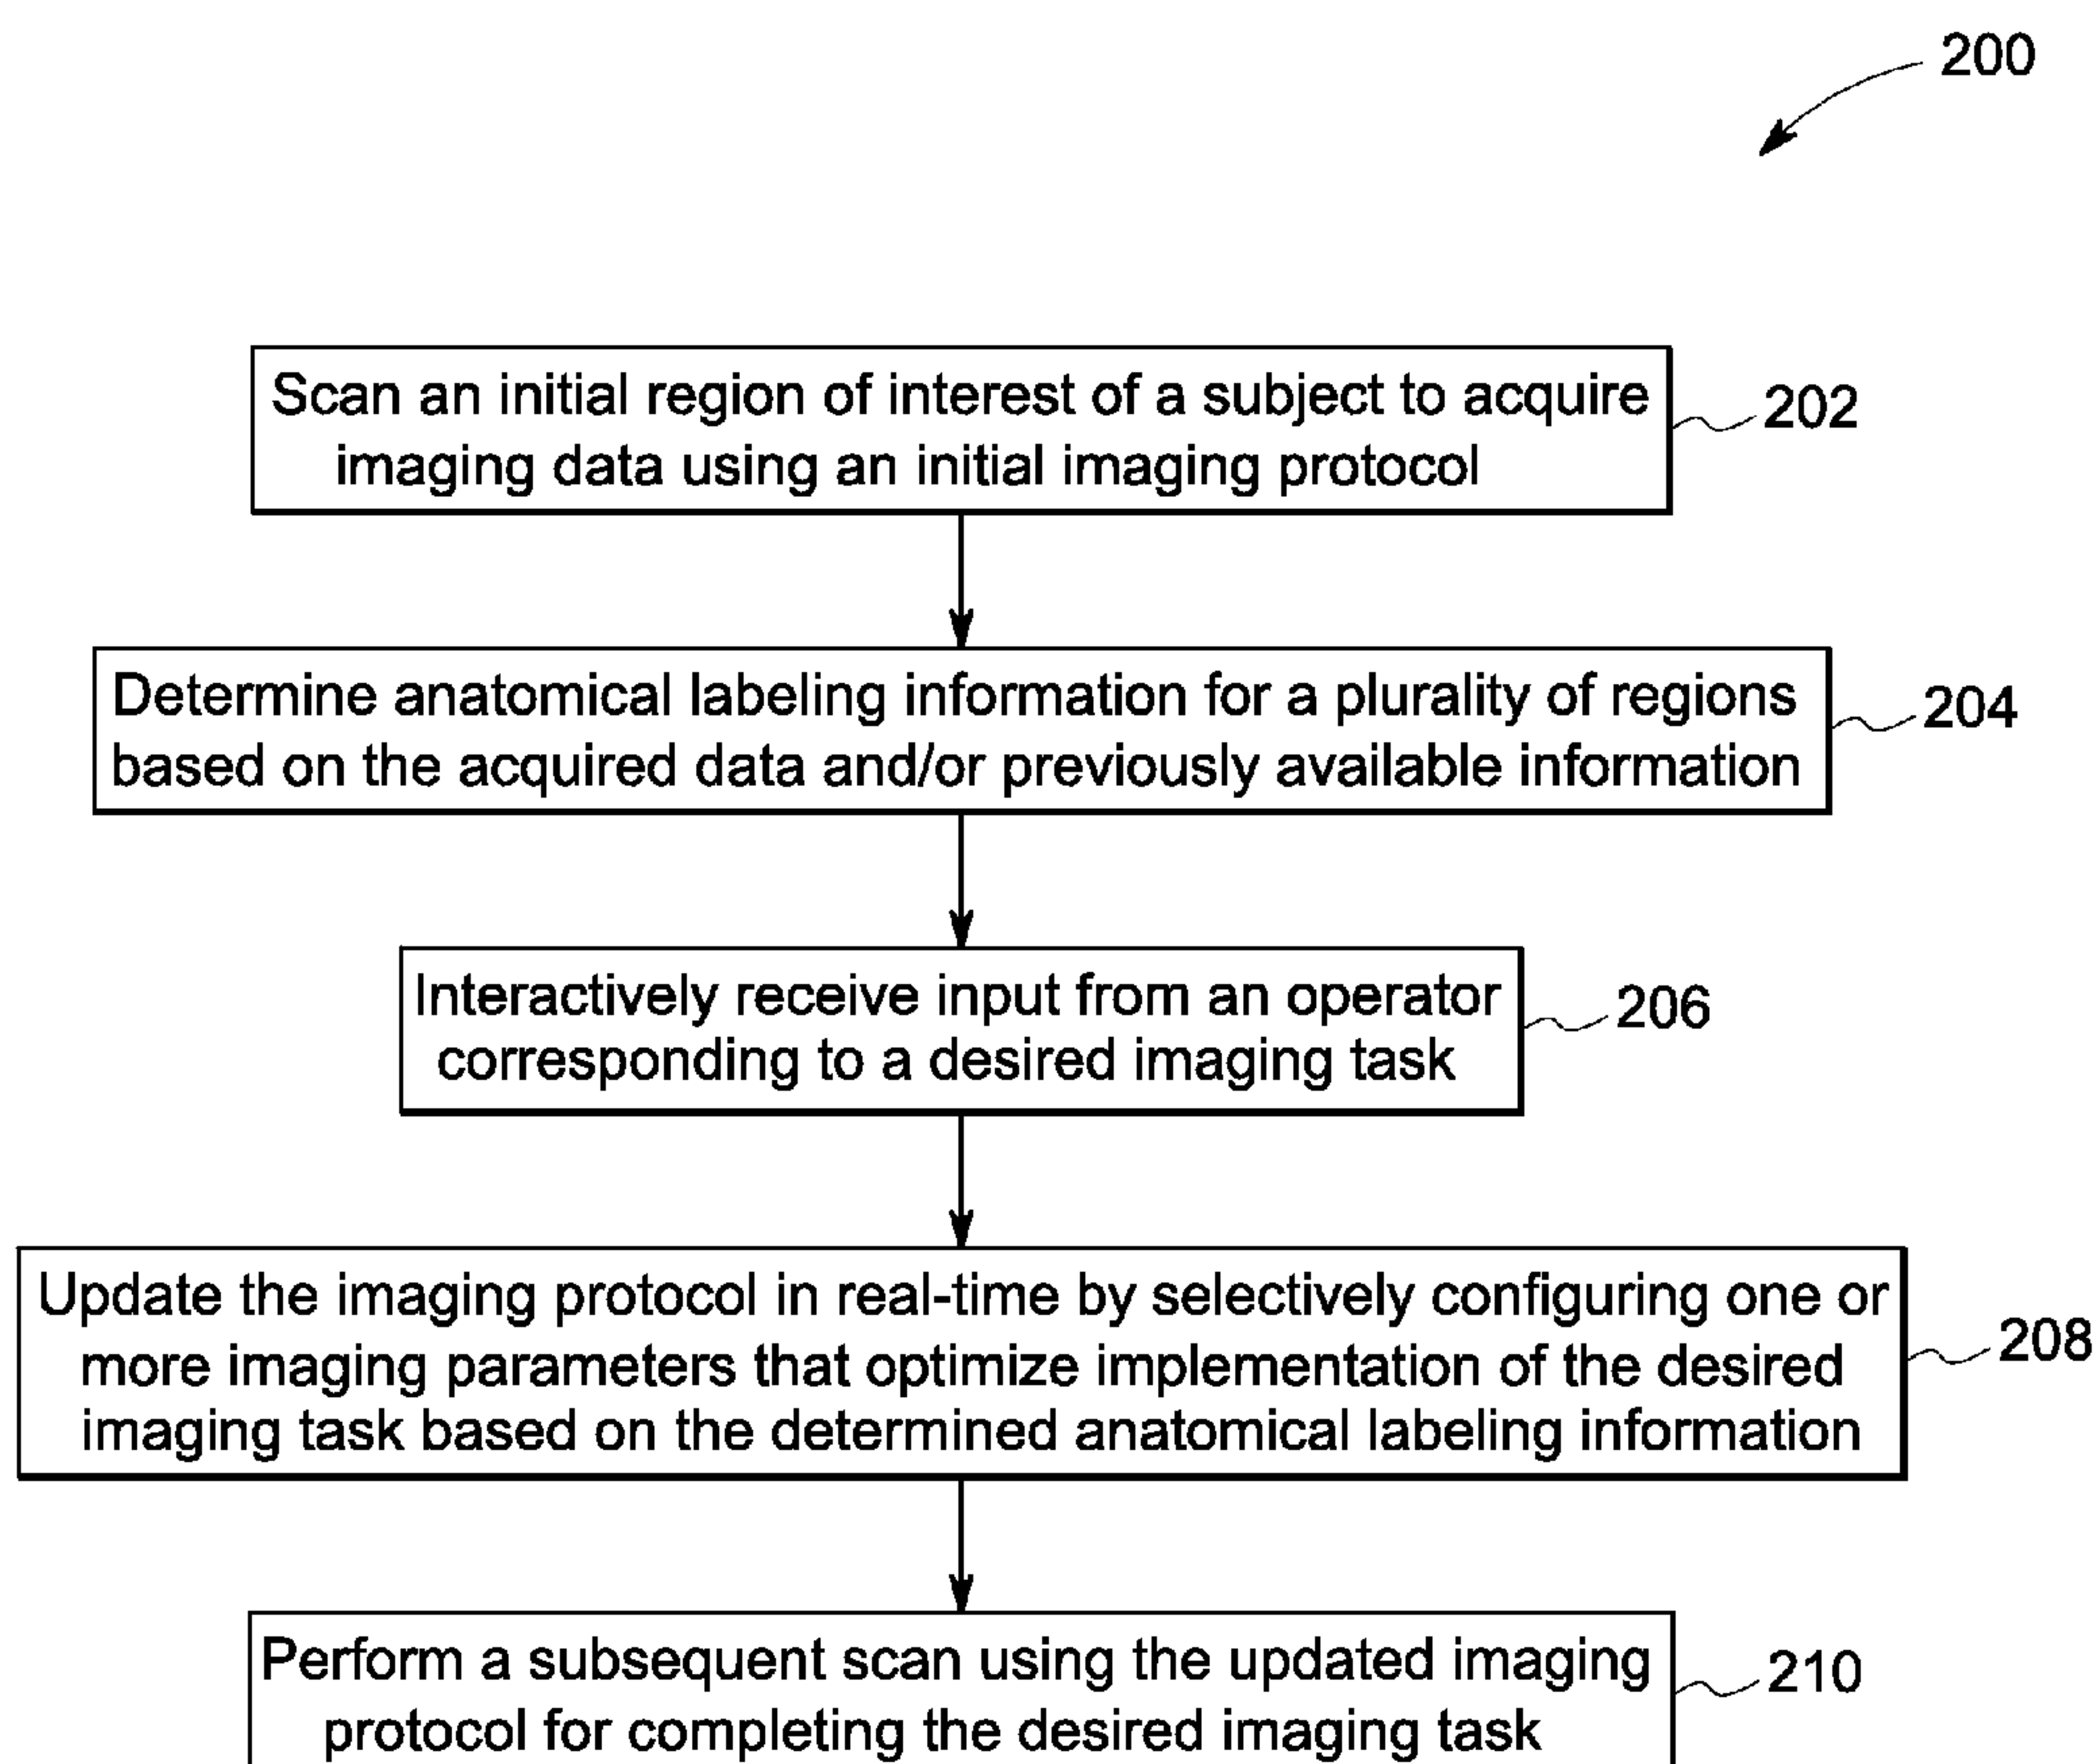 200
Scan an initial region of interest of a subject to acquire
imaging data using an initial imaging protocol
202
Determine anatomical labeling information for a plurality of regions
based on the acquired data and/or previously available information
204
Interactively receive input from an operator
corresponding to a desired imaging task
206
Update the imaging protocol in real-time by selectively configuring one or
more imaging parameters that optimize implementation of the desired
imaging task based on the determined anatomical labeling information
208
Perform a subsequent scan using the updated imaging
protocol for completing the desired imaging task
210